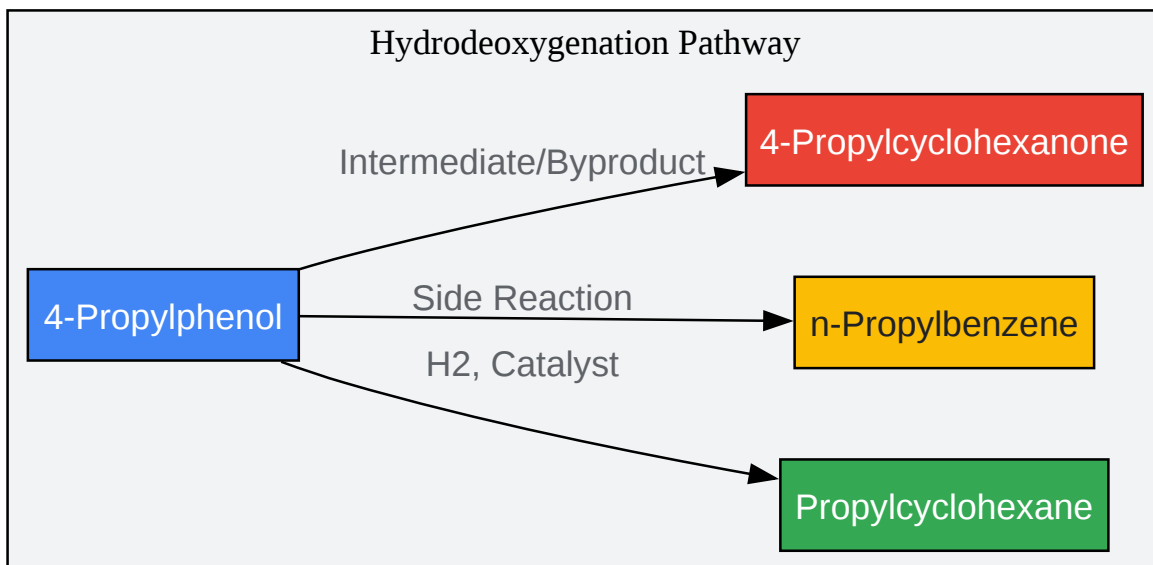 Hydrodeoxygenation Pathway
4-Propylcyclohexanone
Intermediate/Byproduct
4-Propylphenol
Side Reaction
n-Propylbenzene
H2, Catalyst
Propylcyclohexane